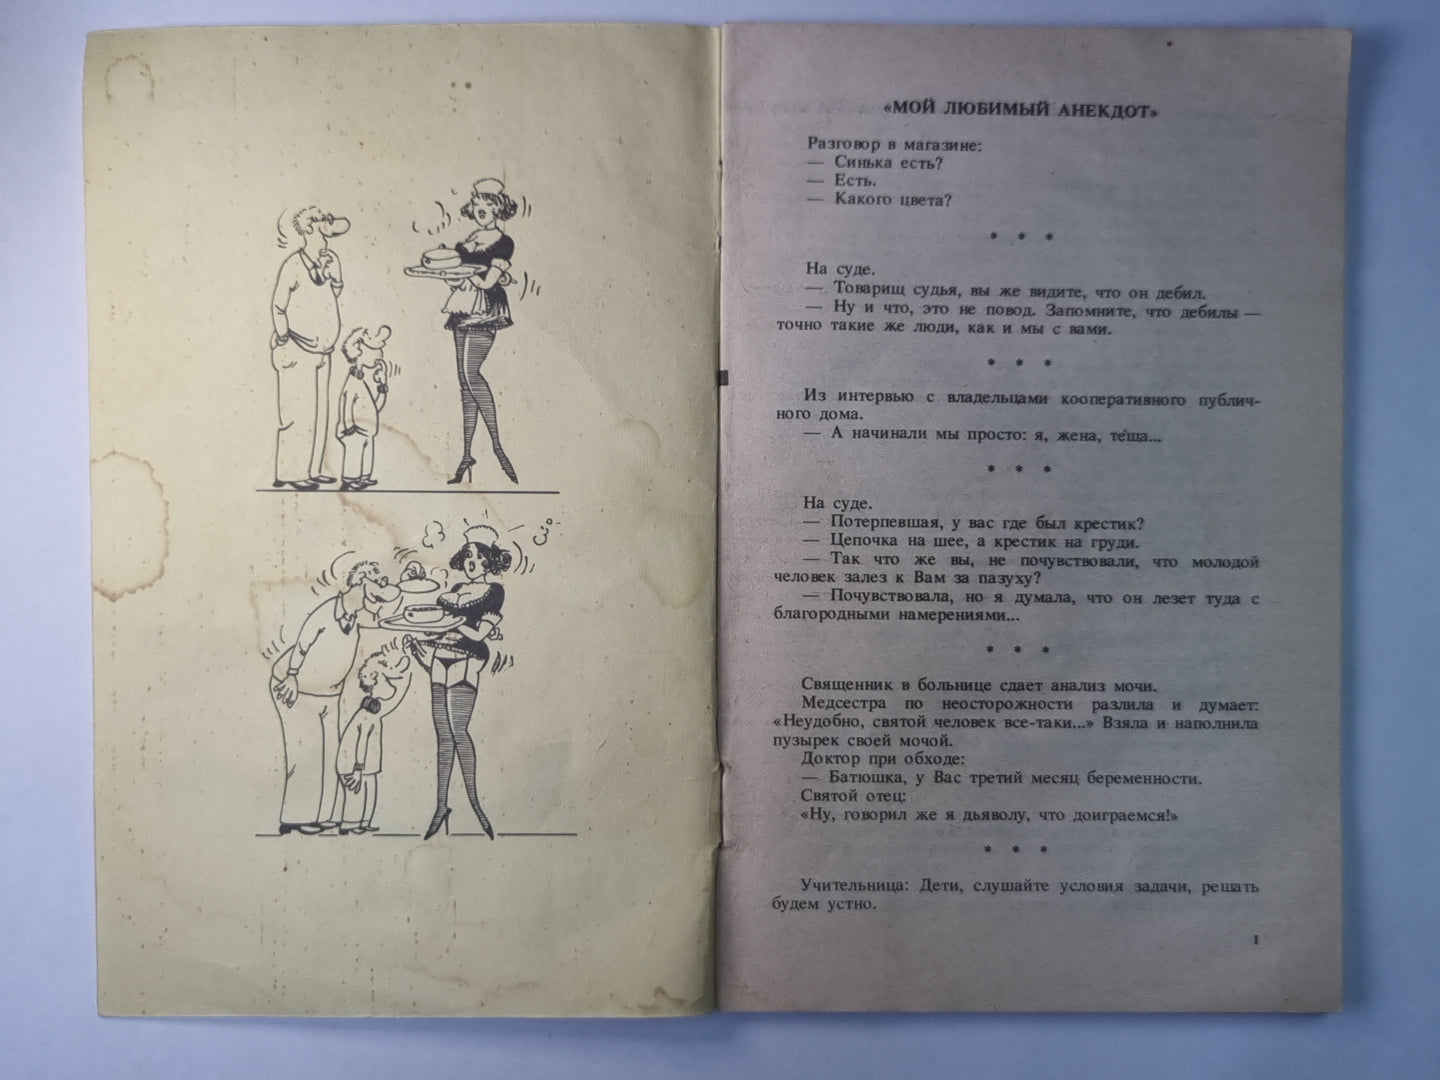 «МОЙ ЛЮБИМЫЙ АНЕКДОТ»
Разговор в магазине:
— Синька есть?
— Есть.
— Какого цвета?
* * *
На суде.
— Товарищ судья, вы же видите, что он дебил.
— Ну и что, это не повод. Запомните, что дебилы —
точно такие же люди, как и мы с вами.
* * *
Из интервью с владельцами кооперативного публич-
ного дома.
— А начинали мы просто: я, жена, теща...
* * *
На суде.
— Потерпевшая, у вас где был крестик?
— Цепочка на шее, а крестик на груди.
— Так что же вы, не почувствовали, что молодой
человек залез к Вам за пазуху?
— Почувствовала, но я думала, что он лезет туда с
благородными намерениями...
* * *
Священник в больнице сдает анализ мочи.
Медсестра по неосторожности разлила и думает:
«Неудобно, святой человек все-таки...» Взяла и наполнила
пузырек своей мочой.
Доктор при обходе:
— Батюшка, у Вас третий месяц беременности.
Святой отец:
«Ну, говорил же я дьяволу, что доиграемся!»
* * *
Учительница: Дети, слушайте условия задачи, решать
будем устно.
1